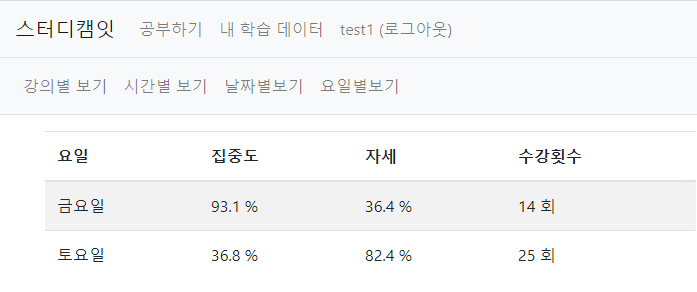 스터디캠잇 공부하기 내 학습 데이터 test1 (로그아웃)
강의별 보기 시간별 보기 날짜별보기 요일별보기
요일 집중도 자세 수강횟수
금요일 93.1 % 36.4 % 14 회
토요일 36.8 % 82.4 % 25 회